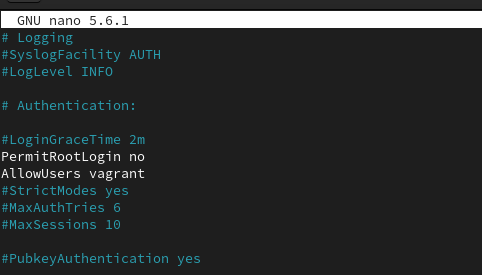 GNU nano 5.6.1
# Logging
#SyslogFacility AUTH
#LogLevel INFO
# Authentication:
#LoginGraceTime 2m
PermitRootLogin no
AllowUsers vagrant
#StrictModes yes
#MaxAuthTries 6
#MaxSessions 10
#PubkeyAuthentication yes